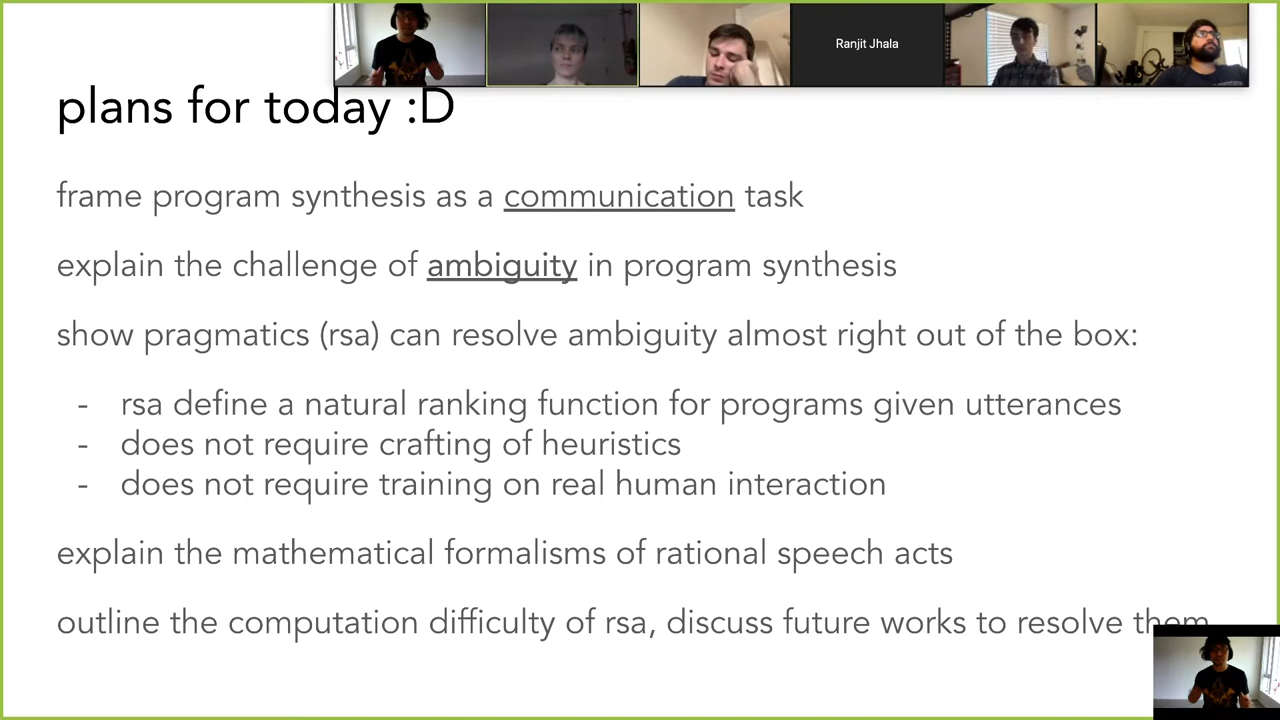 Ranjit Jhala
plans for today :D
frame program synthesis as a communication task
explain the challenge of ambiguity in program synthesis
show pragmatics (rsa) can resolve ambiguity almost right out of the box:
- rsa define a natural ranking function for programs given utterances
- does not require crafting of heuristics
- does not require training on real human interaction
explain the mathematical formalisms of rational speech acts
outline the computation difficulty of rsa, discuss future works to resolve them